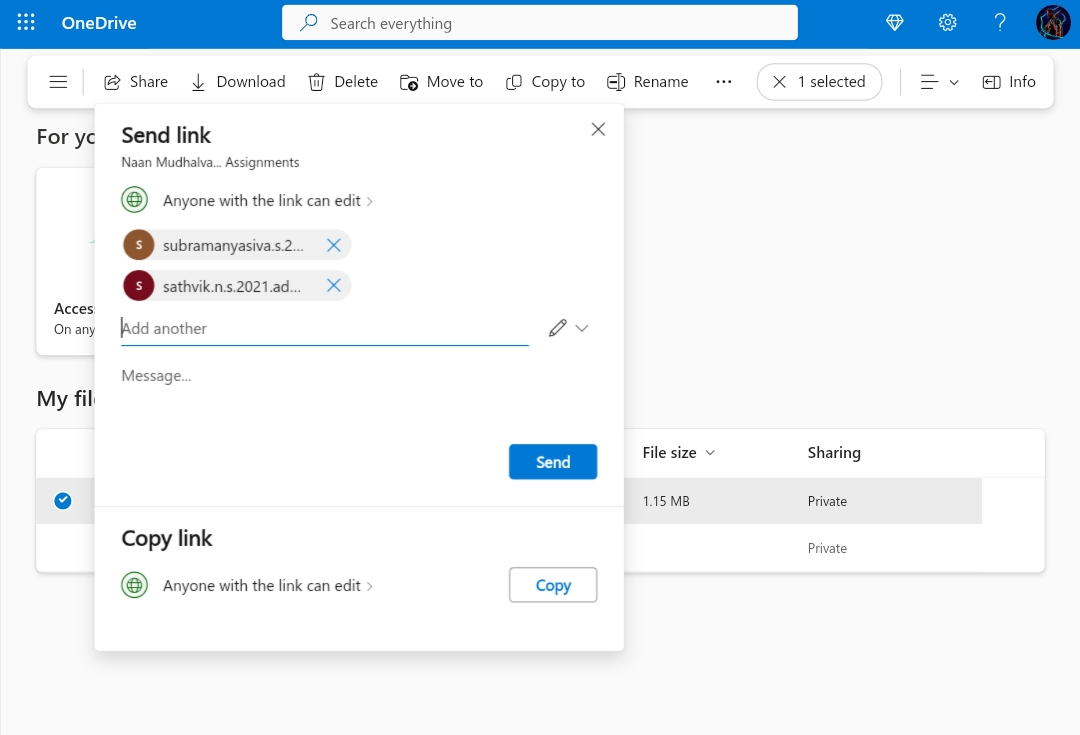 OneDrive
Search everything
?
Share Download Delete Move to Copy to Rename ... 1 selected Info
For yo
Send link
Naan Mudhalva... Assignments
Anyone with the link can edit
S subramanyasiva.s.2...
S sathvik.n.s.2021.ad...
Add another
Message...
Send
Acces
On any
My fil
File size Sharing
1.15 MB Private
Private
Copy link
Anyone with the link can edit
Copy